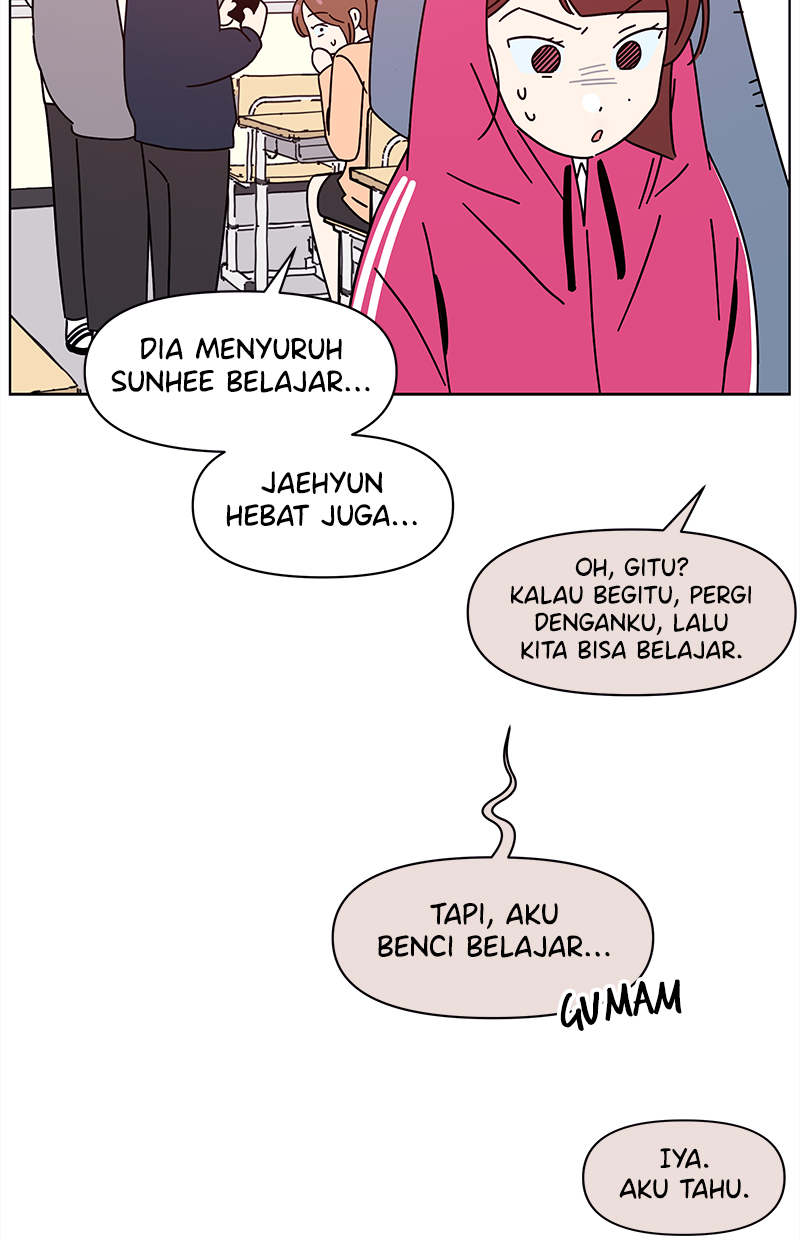 DIA MENYURUH
SUNHEE BELAJAR...
JAEHYUN
HEBAT JUGA...
OH, GITU?
KALAU BEGITU, PERGI
DENGANKU, LALU
KITA BISA BELAJAR.
TAPI, AKU
BENCI BELAJAR...
GUMAM
IYA.
AKU TAHU.